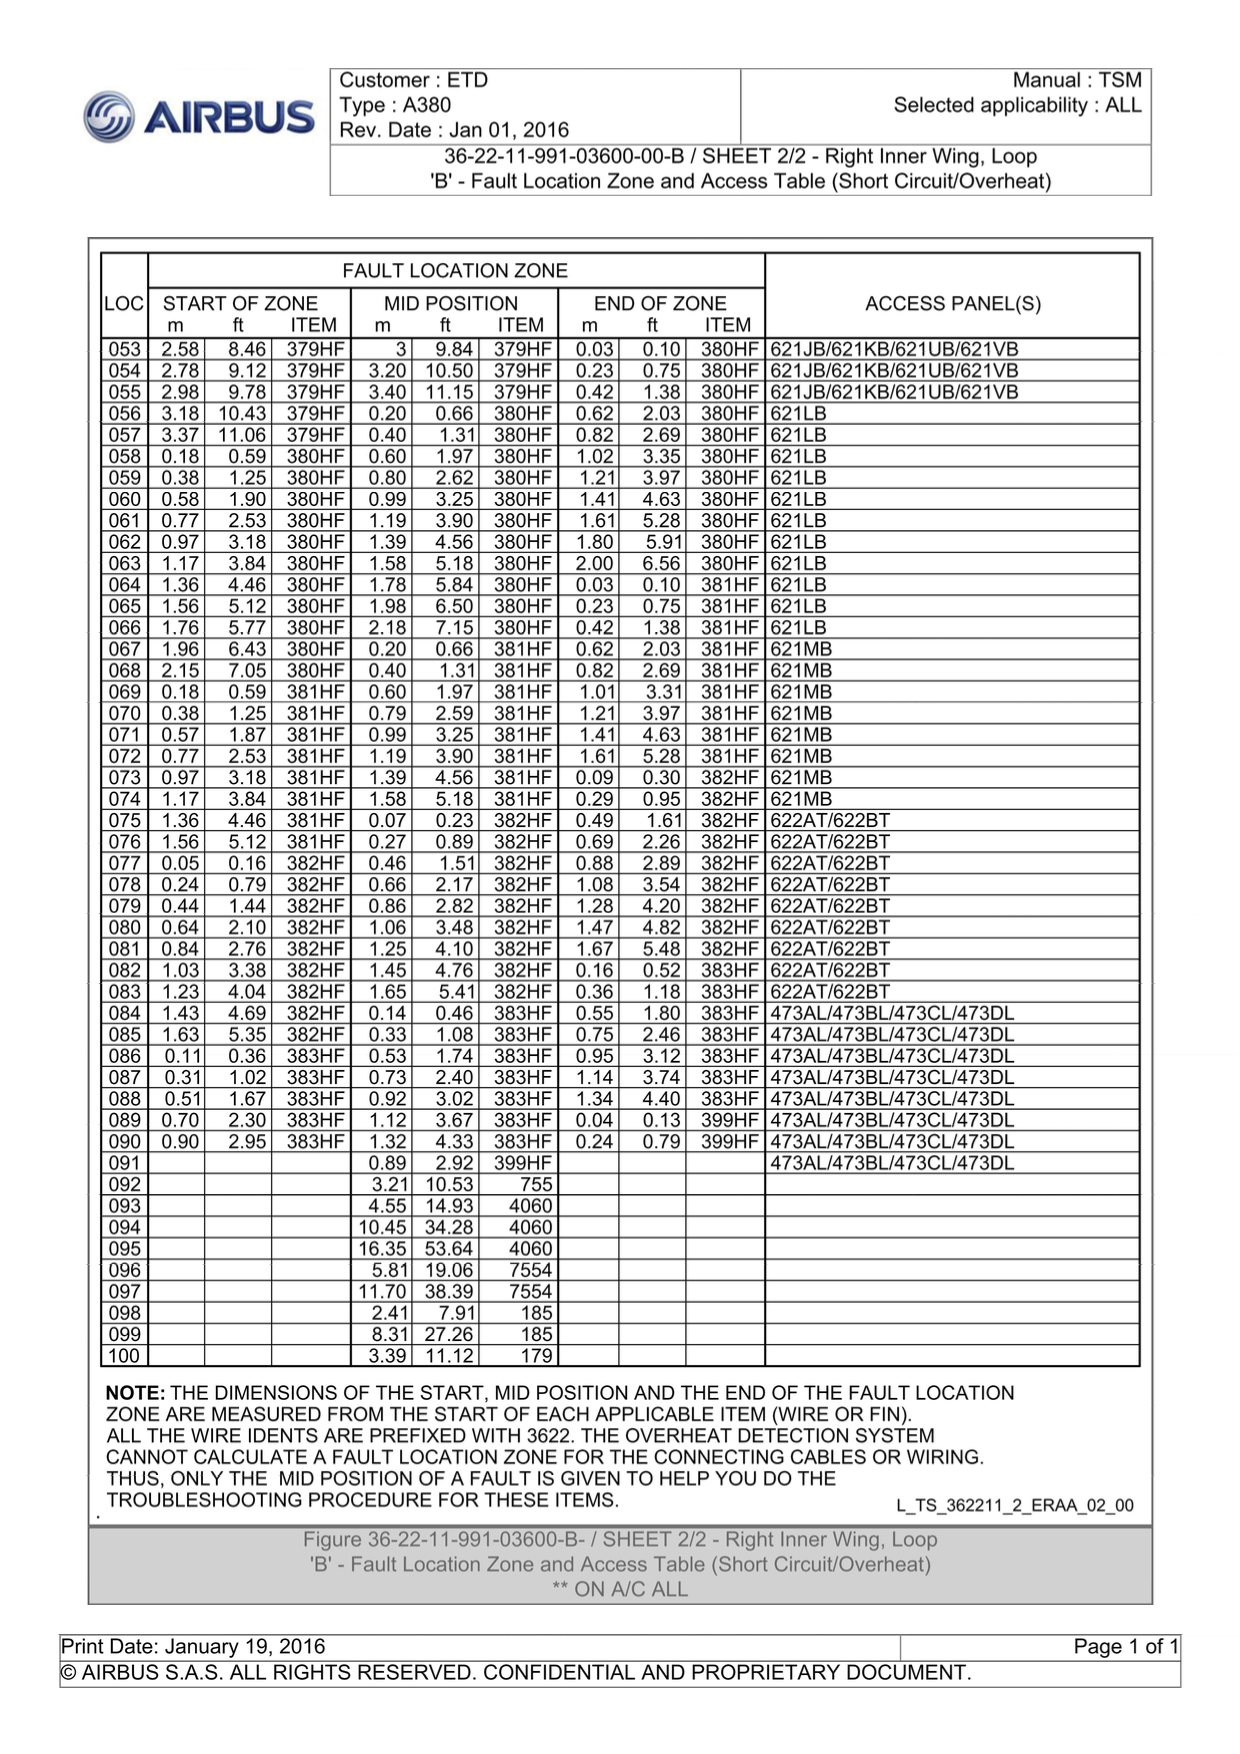 AIRBUS
Customer : ETD
Type : A380
Rev. Date : Jan 01, 2016
Manual : TSM
Selected applicability : ALL
36-22-11-991-03600-00-B / SHEET 2/2 - Right Inner Wing, Loop
'B' - Fault Location Zone and Access Table (Short Circuit/Overheat)
FAULT LOCATION ZONE
LOC START OF ZONE MID POSITION END OF ZONE ACCESS PANEL(S)
m ft ITEM m ft ITEM m ft ITEM
053 2.58 8.46 379HF 3 9.84 379HF 0.03 0.10 380HF 621JB/621KB/621UB/621VB
054 2.78 9.12 379HF 3.20 10.50 379HF 0.23 0.75 380HF 621JB/621KB/621UB/621VB
055 2.98 9.78 379HF 3.40 11.15 379HF 0.42 1.38 380HF 621JB/621KB/621UB/621VB
056 3.18 10.43 379HF 0.20 0.66 380HF 0.62 2.03 380HF 621LB
057 3.37 11.06 379HF 0.40 1.31 380HF 0.82 2.69 380HF 621LB
058 0.18 0.59 380HF 0.60 1.97 380HF 1.02 3.35 380HF 621LB
059 0.38 1.25 380HF 0.80 2.62 380HF 1.21 3.97 380HF 621LB
060 0.58 1.90 380HF 0.99 3.25 380HF 1.41 4.63 380HF 621LB
061 0.77 2.53 380HF 1.19 3.90 380HF 1.61 5.28 380HF 621LB
062 0.97 3.18 380HF 1.39 4.56 380HF 1.80 5.91 380HF 621LB
063 1.17 3.84 380HF 1.58 5.18 380HF 2.00 6.56 380HF 621LB
064 1.36 4.46 380HF 1.78 5.84 380HF 0.03 0.10 381HF 621LB
065 1.56 5.12 380HF 1.98 6.50 380HF 0.23 0.75 381HF 621LB
066 1.76 5.77 380HF 2.18 7.15 380HF 0.42 1.38 381HF 621LB
067 1.96 6.43 380HF 0.20 0.66 381HF 0.62 2.03 381HF 621MB
068 2.15 7.05 380HF 0.40 1.31 381HF 0.82 2.69 381HF 621MB
069 0.18 0.59 381HF 0.60 1.97 381HF 1.01 3.31 381HF 621MB
070 0.38 1.25 381HF 0.79 2.59 381HF 1.21 3.97 381HF 621MB
071 0.57 1.87 381HF 0.99 3.25 381HF 1.41 4.63 381HF 621MB
072 0.77 2.53 381HF 1.19 3.90 381HF 1.61 5.28 381HF 621MB
073 0.97 3.18 381HF 1.39 4.56 381HF 0.09 0.30 382HF 621MB
074 1.17 3.84 381HF 1.58 5.18 381HF 0.29 0.95 382HF 621MB
075 1.36 4.46 381HF 0.07 0.23 382HF 0.49 1.61 382HF 622AT/622BT
076 1.56 5.12 381HF 0.27 0.89 382HF 0.69 2.26 382HF 622AT/622BT
077 0.05 0.16 382HF 0.46 1.51 382HF 0.88 2.89 382HF 622AT/622BT
078 0.24 0.79 382HF 0.66 2.17 382HF 1.08 3.54 382HF 622AT/622BT
079 0.44 1.44 382HF 0.86 2.82 382HF 1.28 4.20 382HF 622AT/622BT
080 0.64 2.10 382HF 1.06 3.48 382HF 1.47 4.82 382HF 622AT/622BT
081 0.84 2.76 382HF 1.25 4.10 382HF 1.67 5.48 382HF 622AT/622BT
082 1.03 3.38 382HF 1.45 4.76 382HF 0.16 0.52 383HF 622AT/622BT
083 1.23 4.04 382HF 1.65 5.41 382HF 0.36 1.18 383HF 622AT/622BT
084 1.43 4.69 382HF 0.14 0.46 383HF 0.55 1.80 383HF 473AL/473BL/473CL/473DL
085 1.63 5.35 382HF 0.33 1.08 383HF 0.75 2.46 383HF 473AL/473BL/473CL/473DL
086 0.11 0.36 383HF 0.53 1.74 383HF 0.95 3.12 383HF 473AL/473BL/473CL/473DL
087 0.31 1.02 383HF 0.73 2.40 383HF 1.14 3.74 383HF 473AL/473BL/473CL/473DL
088 0.51 1.67 383HF 0.92 3.02 383HF 1.34 4.40 383HF 473AL/473BL/473CL/473DL
089 0.70 2.30 383HF 1.12 3.67 383HF 0.04 0.13 399HF 473AL/473BL/473CL/473DL
090 0.90 2.95 383HF 1.32 4.33 383HF 0.24 0.79 399HF 473AL/473BL/473CL/473DL
091 0.89 2.92 399HF 473AL/473BL/473CL/473DL
092 3.21 10.53 755
093 4.55 14.93 4060
094 10.45 34.28 4060
095 16.35 53.64 4060
096 5.81 19.06 7554
097 11.70 38.39 7554
098 2.41 7.91 185
099 8.31 27.26 185
100 3.39 11.12 179
NOTE: THE DIMENSIONS OF THE START, MID POSITION AND THE END OF THE FAULT LOCATION
ZONE ARE MEASURED FROM THE START OF EACH APPLICABLE ITEM (WIRE OR FIN).
ALL THE WIRE IDENTS ARE PREFIXED WITH 3622. THE OVERHEAT DETECTION SYSTEM
CANNOT CALCULATE A FAULT LOCATION ZONE FOR THE CONNECTING CABLES OR WIRING.
THUS, ONLY THE MID POSITION OF A FAULT IS GIVEN TO HELP YOU DO THE
TROUBLESHOOTING PROCEDURE FOR THESE ITEMS.
L_TS_362211_2_ERAA_02_00
Figure 36-22-11-991-03600-B- / SHEET 2/2 - Right Inner Wing, Loop
'B' - Fault Location Zone and Access Table (Short Circuit/Overheat)
** ON A/C ALL
Print Date: January 19, 2016
Page 1 of 1
© AIRBUS S.A.S. ALL RIGHTS RESERVED. CONFIDENTIAL AND PROPRIETARY DOCUMENT.